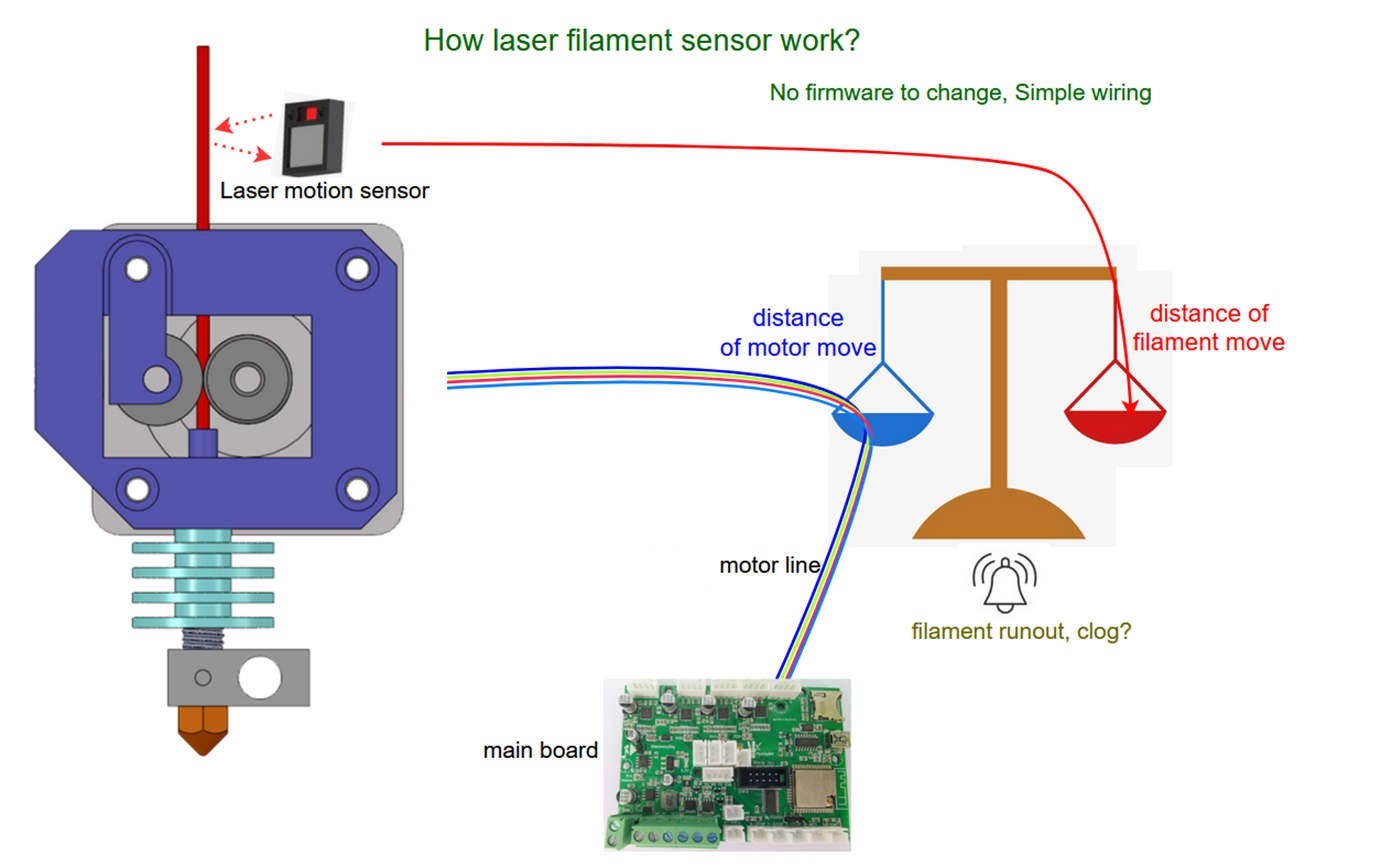 How laser filament sensor work?
No firmware to change, Simple wiring
Laser motion sensor
distance
of motor move
distance of
filament move
motor line
filament runout, clog?
main board